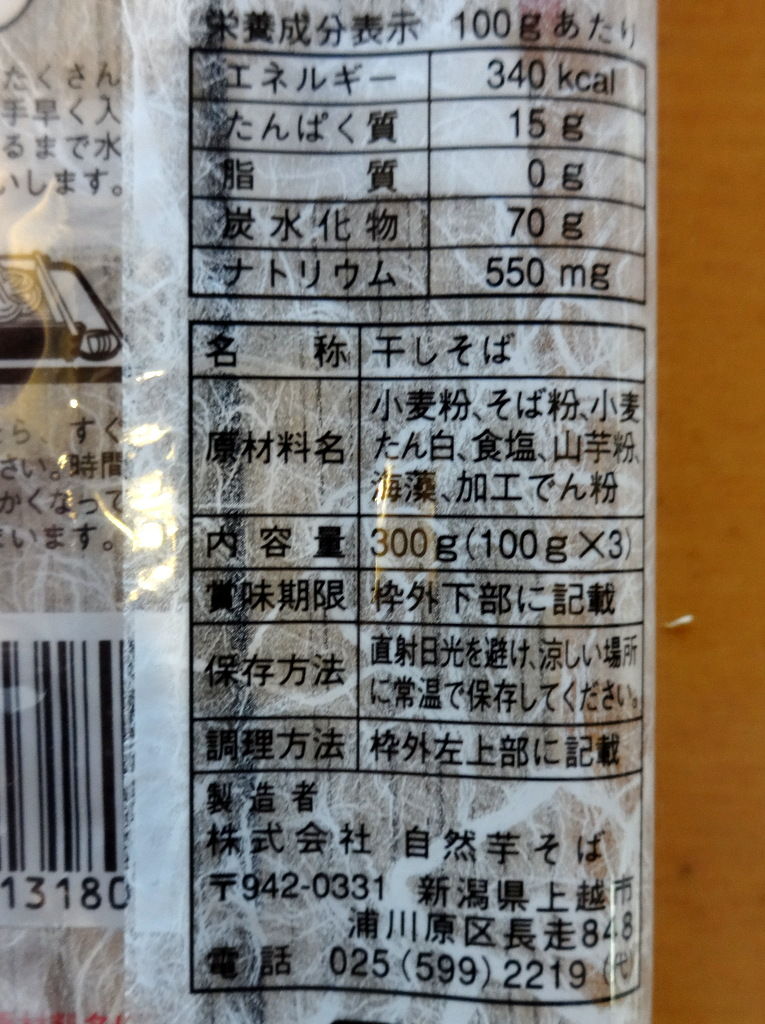 たくさん
手早く入
るまで水
いします。
すぐ
さい。時間
かくなって
います。
13180
栄養成分表示 100gあたり
エネルギー 340 kcal
たんぱく質 15 g
脂質 0 g
炭水化物 70 g
ナトリウム 550 mg
名称 干しそば
原材料名 小麦粉、そば粉、小麦
たん白、食塩、山芋粉、
海藻、加工でん粉
内容量 300g(100g×3)
賞味期限 枠外下部に記載
保存方法 直射日光を避け、涼しい場所
に常温で保存してください。
調理方法 枠外左上部に記載
製造者
株式会社 自然芋そば
〒942-0331 新潟県上越市
浦川原区長走848
電話 025(599)2219(代)